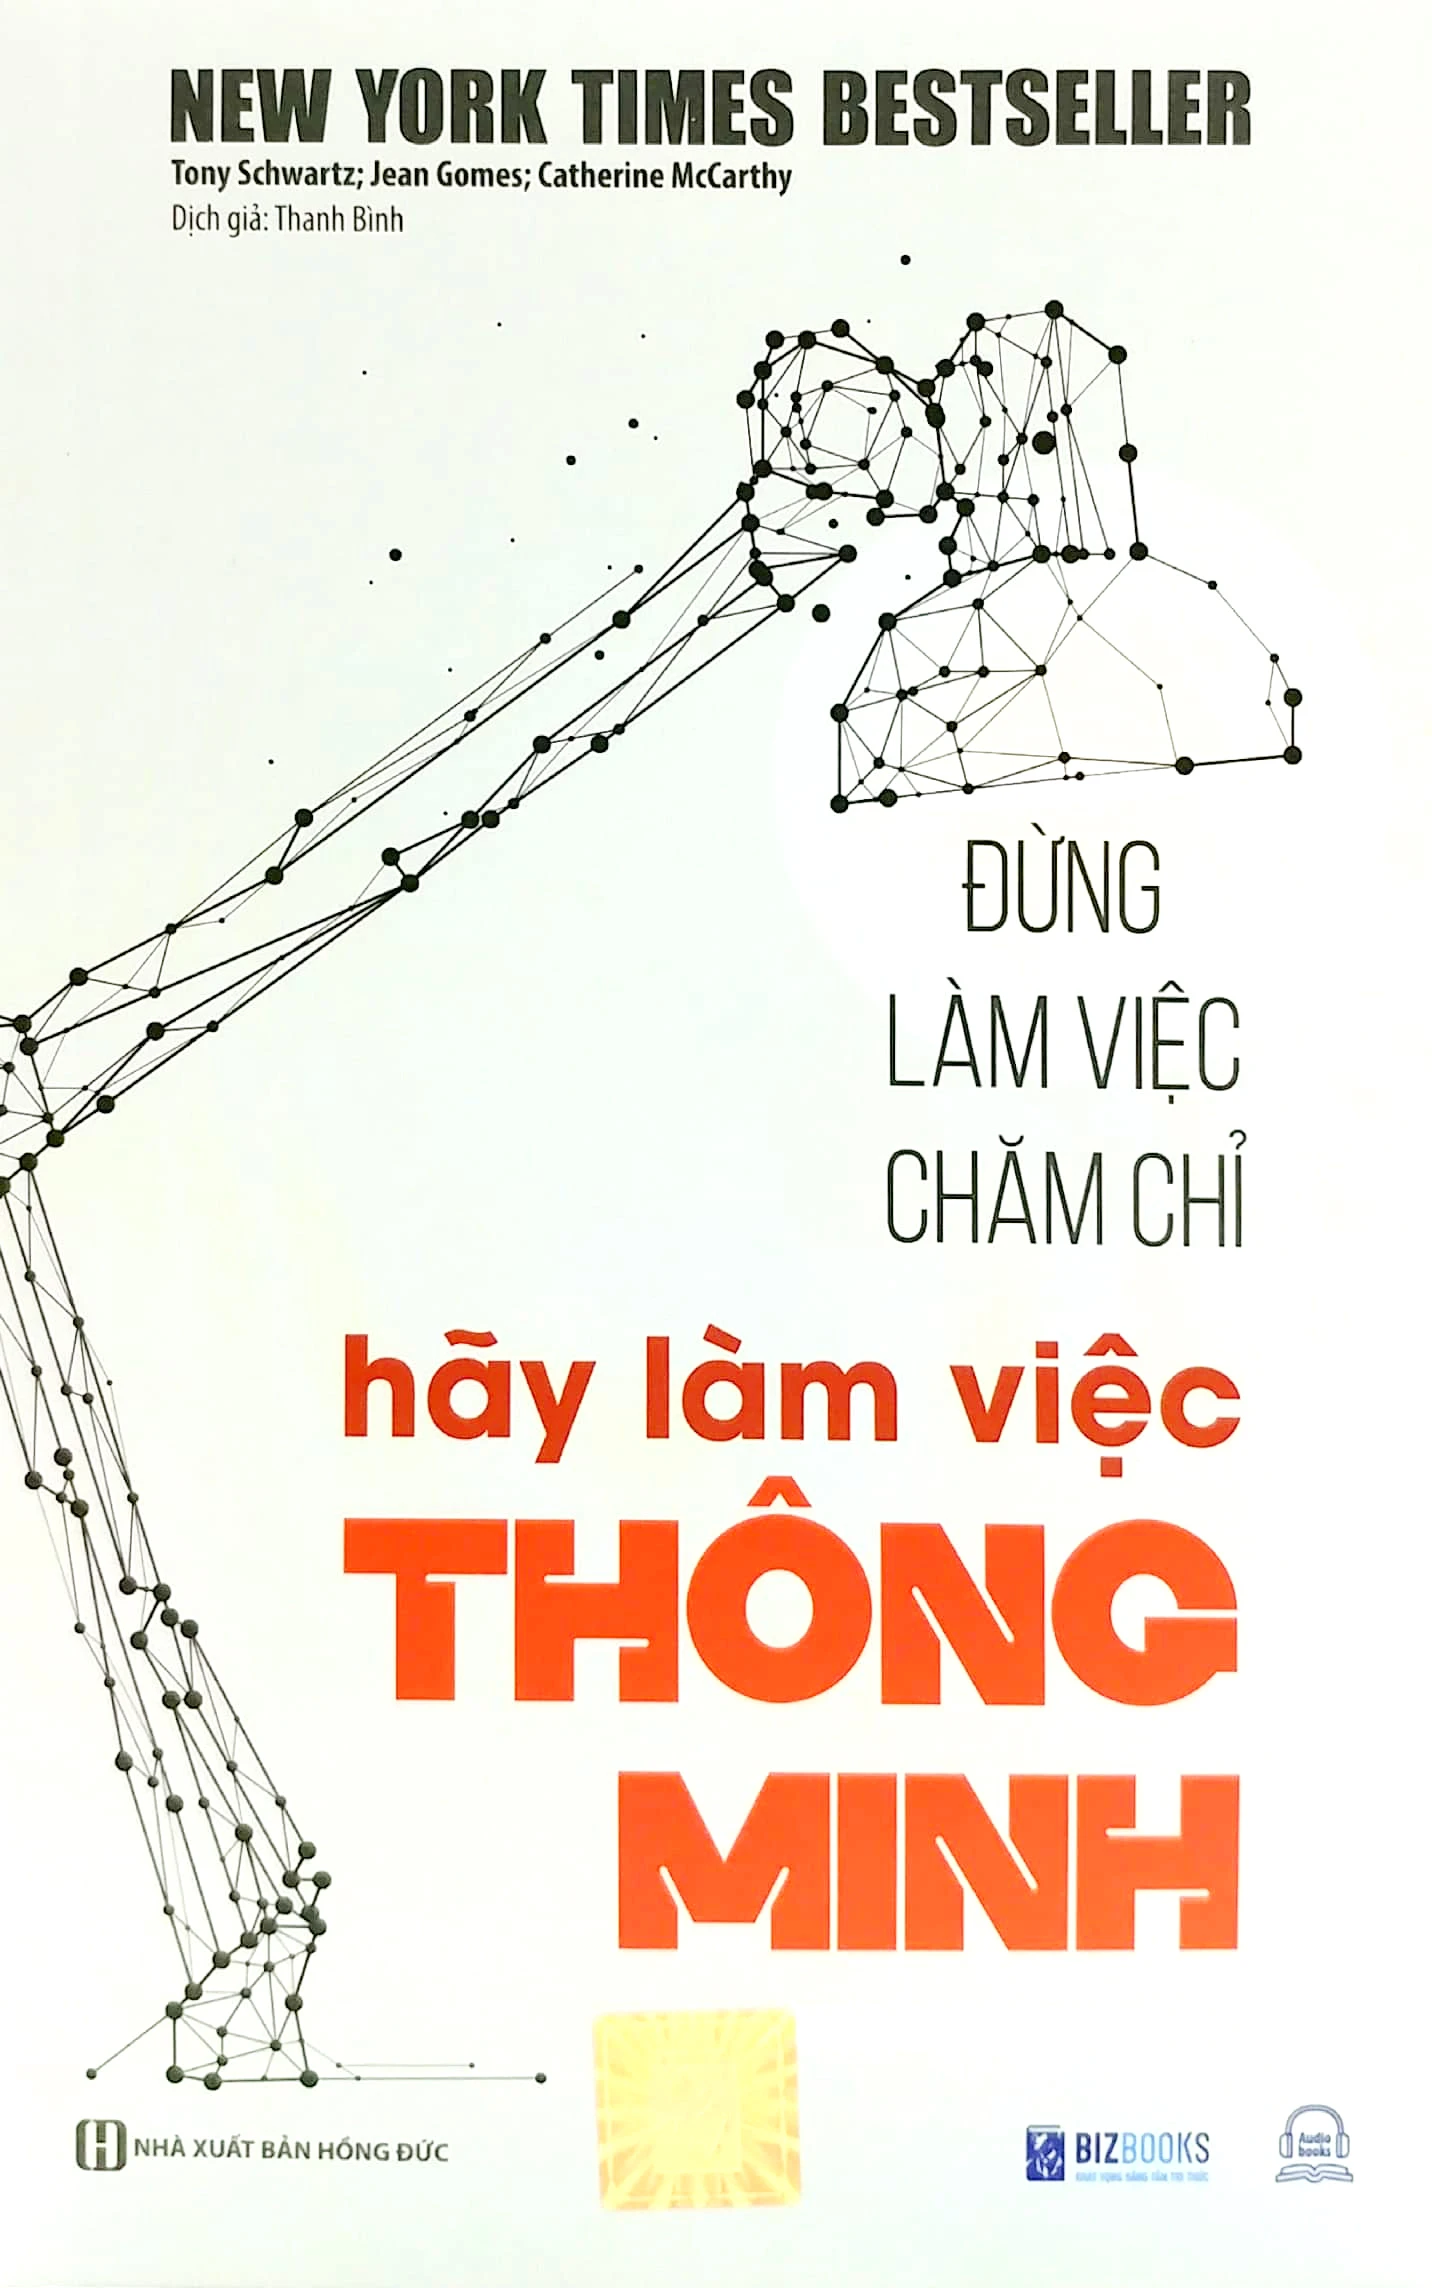 NEW YORK TIMES BESTSELLER
Tony Schwartz; Jean Gomes; Catherine McCarthy
Dịch giả: Thanh Bình
ĐỪNG
LÀM VIỆC
CHĂM CHỈ
hãy làm việc
THÔNG
MINH
NHÀ XUẤT BẢN HỒNG ĐỨC
BIZBOOKS
Audio
books